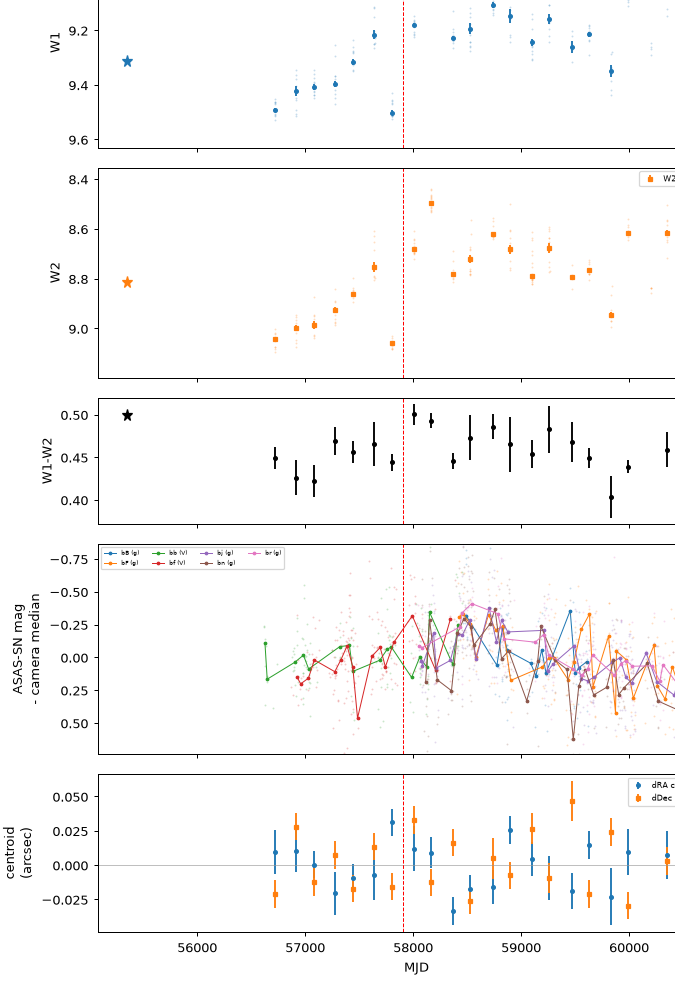 W1
9.2
9.4
9.6
W2
8.4
8.6
8.8
9.0
W2
W1-W2
0.50
0.45
0.40
ASAS-SN mag
- camera median
−0.75
−0.50
−0.25
0.00
0.25
0.50
bB (g) bb (V) bj (g) br (g)
bF (g) bf (V) bn (g)
centroid
(arcsec)
0.050
0.025
0.000
−0.025
dRA c
dDec
56000 57000 58000 59000 60000
MJD